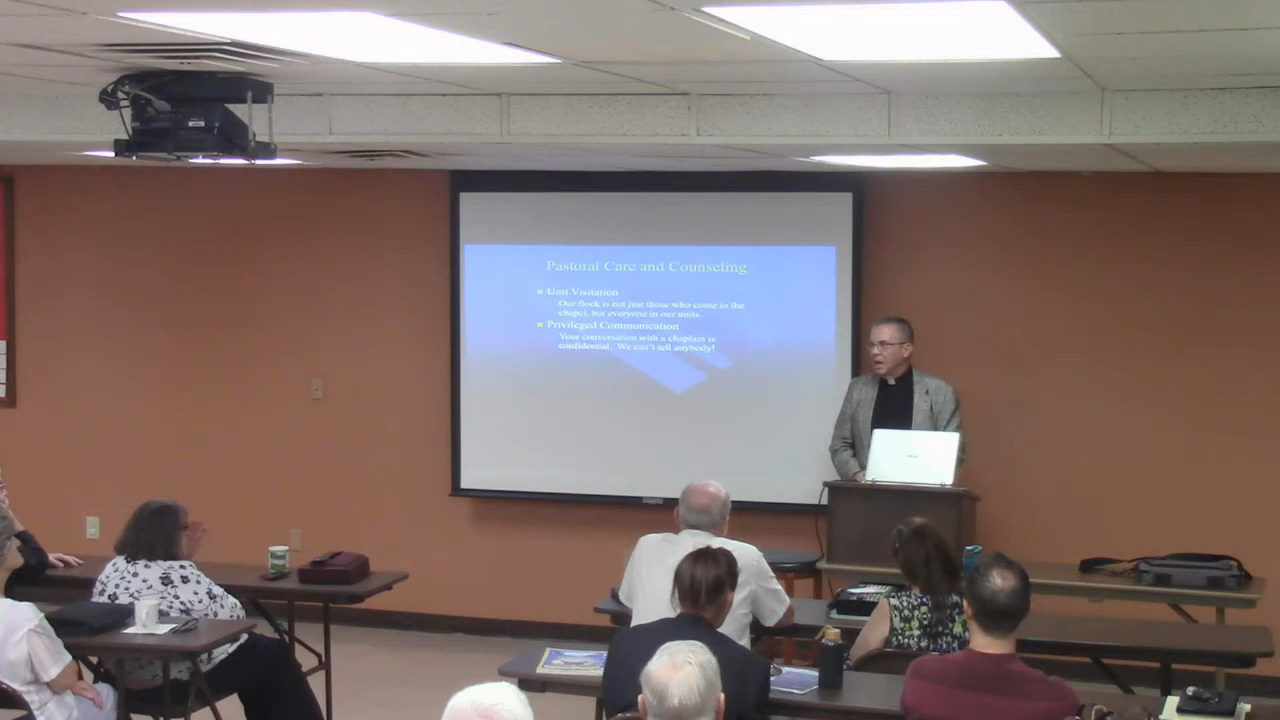 Pastoral Care and Counseling
Unit Visitation
Our flock is not just those who come to the
chapel, but everyone in our units.
Privileged Communication
Your conversation with a chaplain is
confidential. We can't tell anybody!